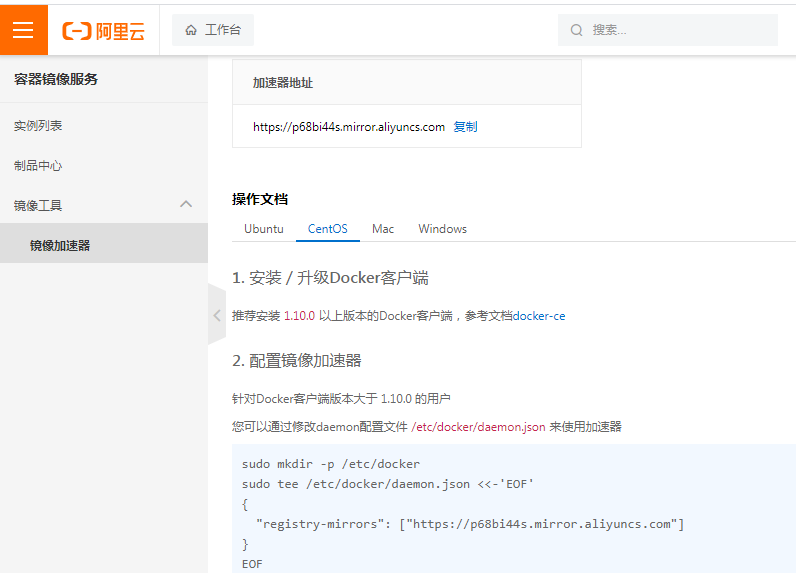 阿里云
工作台
搜索...
容器镜像服务
实例列表
制品中心
镜像工具
镜像加速器
加速器地址
https://p68bi44s.mirror.aliyuncs.com 复制
操作文档
Ubuntu CentOS Mac Windows
1. 安装 / 升级Docker客户端
推荐安装 1.10.0 以上版本的Docker客户端，参考文档docker-ce
2. 配置镜像加速器
针对Docker客户端版本大于 1.10.0 的用户
您可以通过修改daemon配置文件 /etc/docker/daemon.json 来使用加速器
sudo mkdir -p /etc/docker
sudo tee /etc/docker/daemon.json <<-'EOF'
{
  "registry-mirrors": ["https://p68bi44s.mirror.aliyuncs.com"]
}
EOF